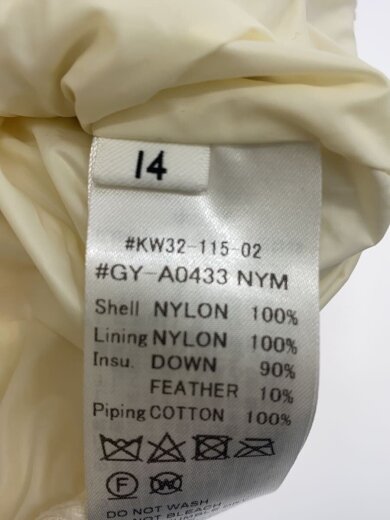 14
#KW32-115-02
#GY-A0433 NYM
Shell NYLON 100%
Lining NYLON 100%
Insu. DOWN 90%
FEATHER 10%
Piping COTTON 100%
F W
DO NOT WASH